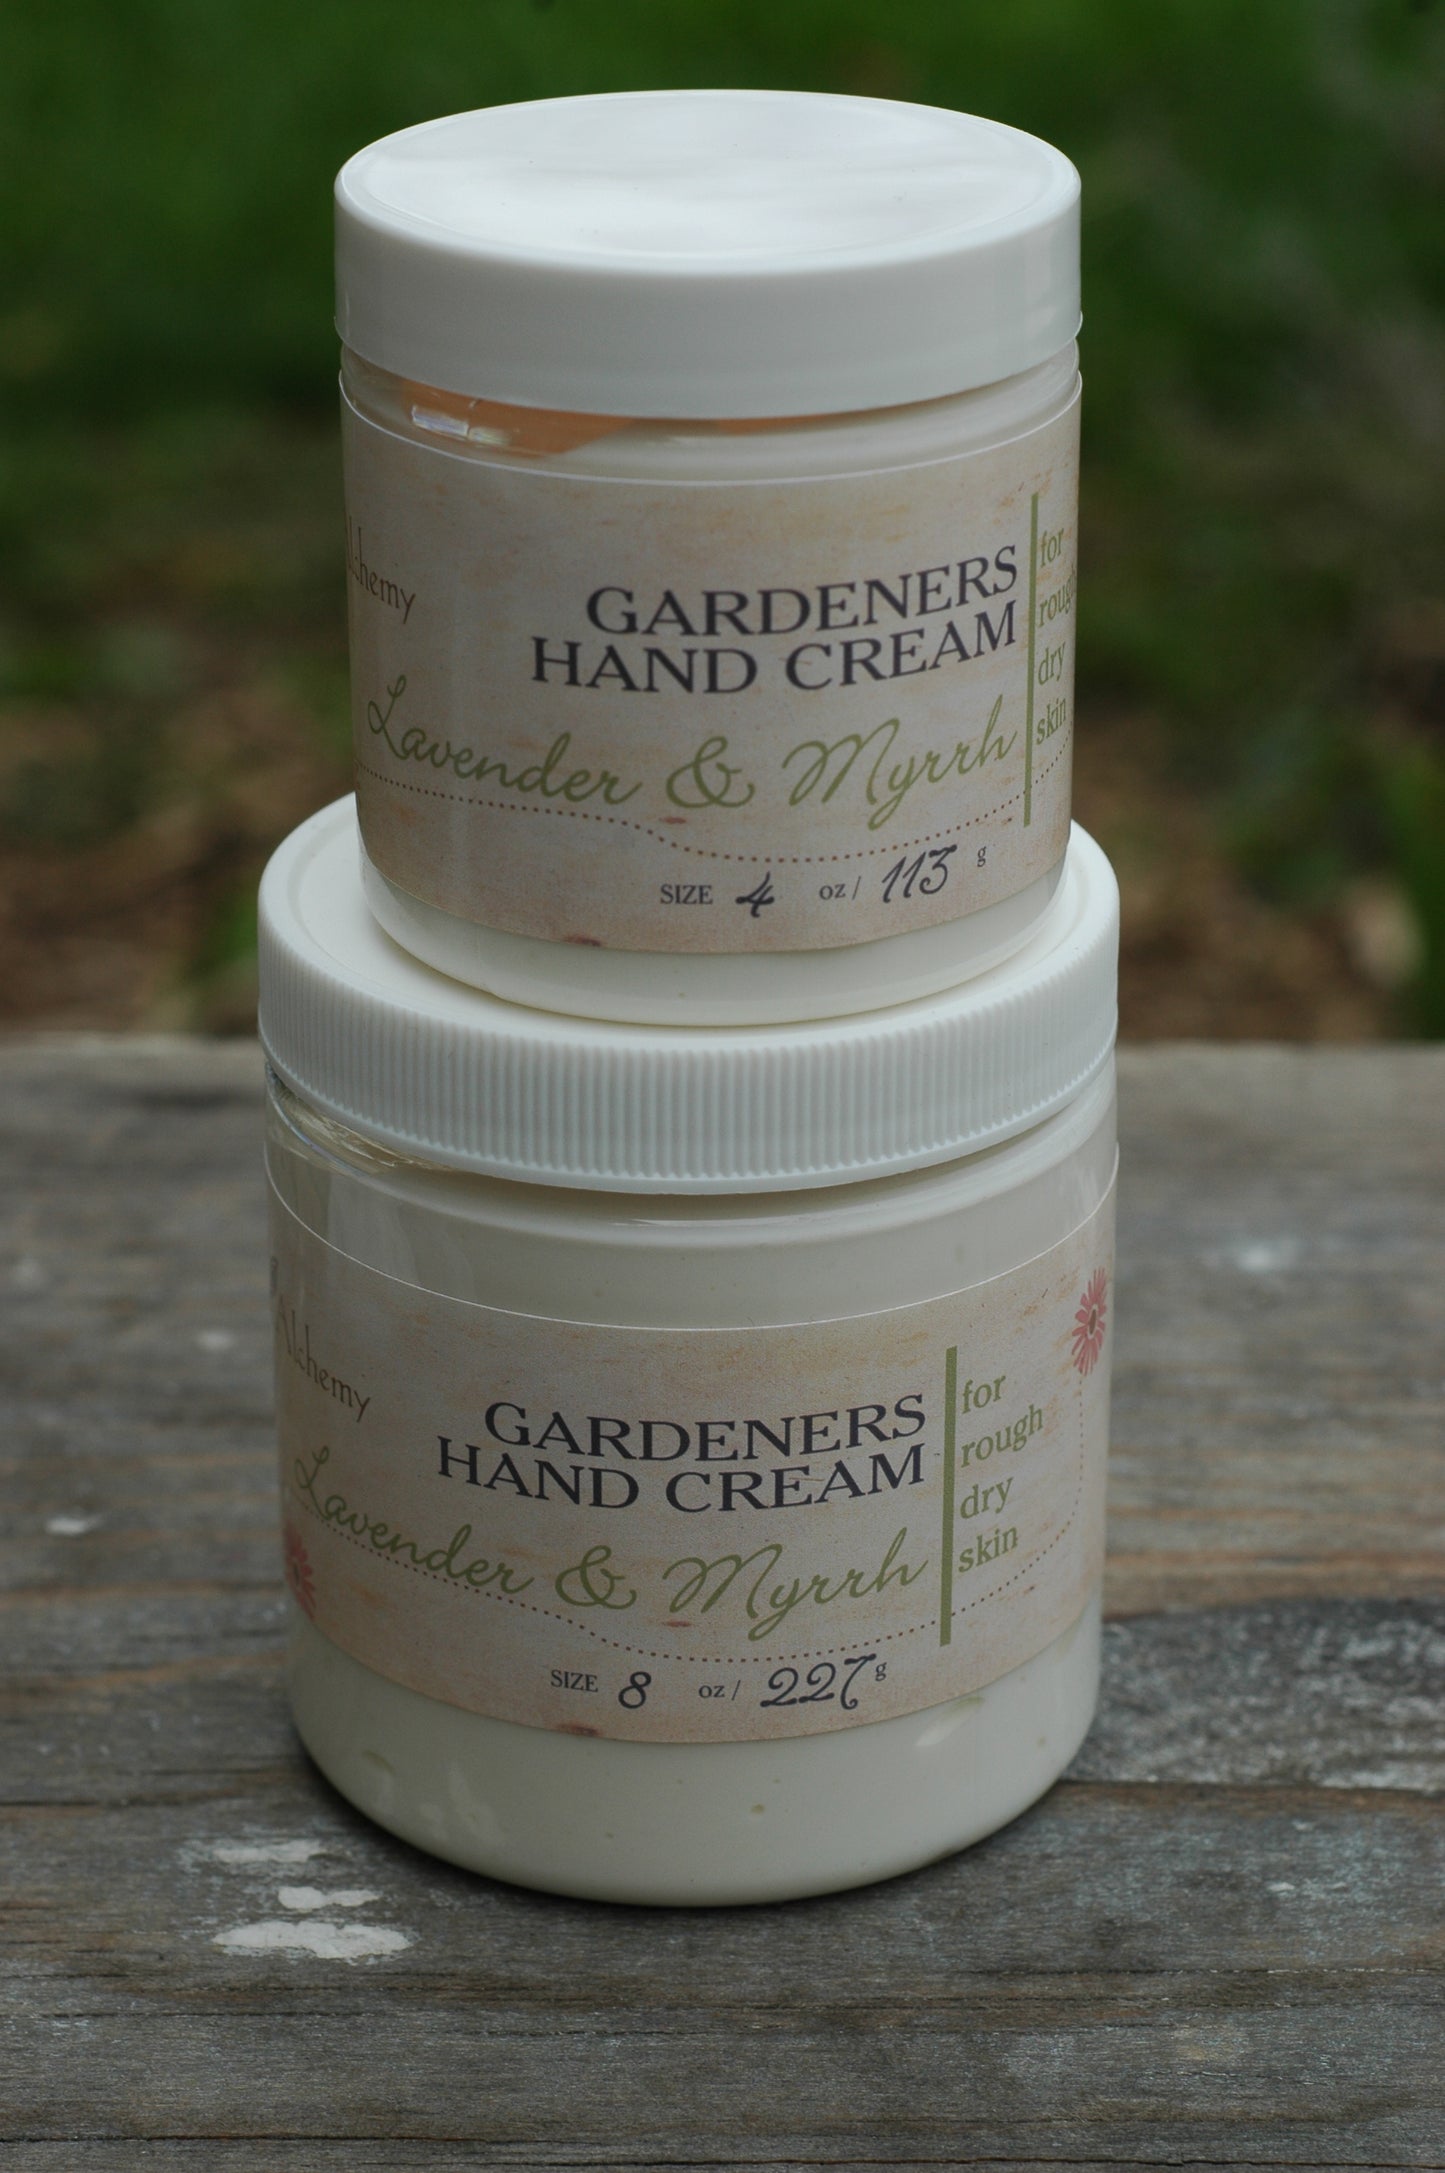 Alchemy
GARDENERS
HAND CREAM
Lavender & Myrrh
for
rough
dry
skin
SIZE 4 oz / 113 g
Alchemy
GARDENERS
HAND CREAM
Lavender & Myrrh
for
rough
dry
skin
SIZE 8 oz / 227 g